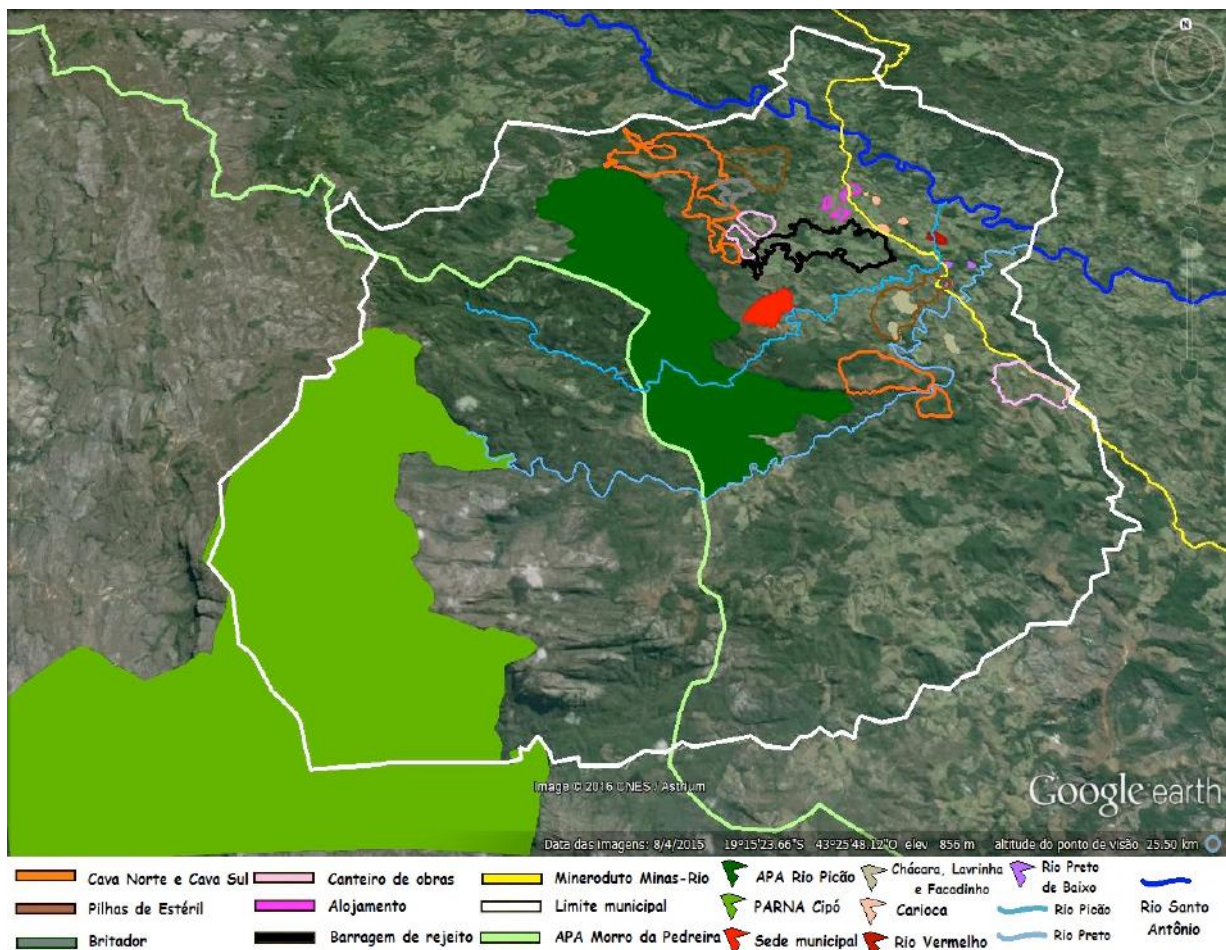 N
Image © 2016 CNES / Astrium
Google earth
Data das imagens: 8/4/2015 19°15'23.66"S 43°25'48.12"O elev 856 m altitude do ponto de visão 25.50 km
Cava Norte e Cava Sul
Canteiro de obras
Mineroduto Minas-Rio
APA Rio Picão
Chácara, Lavrinha
e Facadinho
Rio Preto
de Baixo
Pilhas de Estéril
Alojamento
Limite municipal
PARNA Cipó
Carioca
Rio Picão
Rio Santo
Antônio
Britador
Barragem de rejeito
APA Morro da Pedreira
Sede municipal
Rio Vermelho
Rio Preto